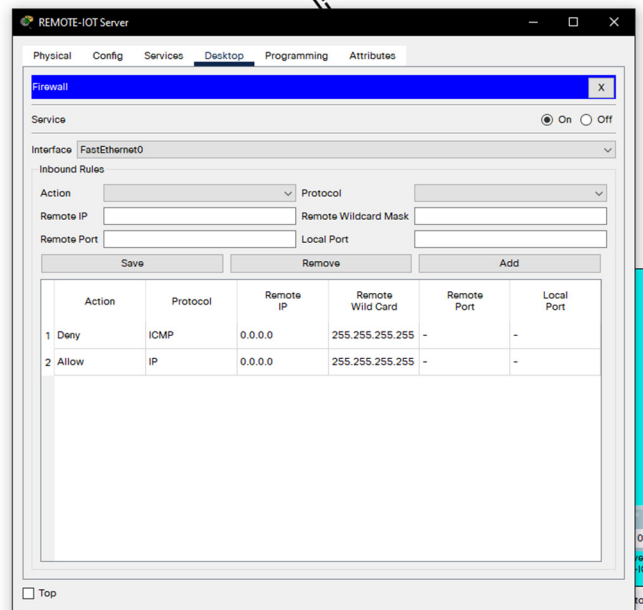 REMOTE-IOT Server
Physical Config Services Desktop Programming Attributes
Firewall X
Service On Off
Interface FastEthernet0
Inbound Rules
Action Protocol
Remote IP Remote Wildcard Mask
Remote Port Local Port
Save Remove Add
Action Protocol Remote IP Remote Wild Card Remote Port Local Port
1 Deny ICMP 0.0.0.0 255.255.255.255 - -
2 Allow IP 0.0.0.0 255.255.255.255 - -
Top